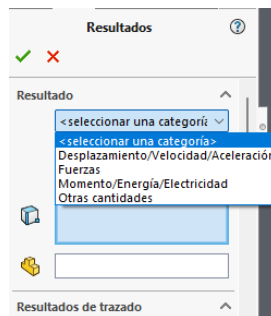 Resultados
Resultado
<seleccionar una categoría
<seleccionar una categoría>
Desplazamiento/Velocidad/Aceleración
Fuerzas
Momento/Energía/Electricidad
Otras cantidades
Resultados de trazado